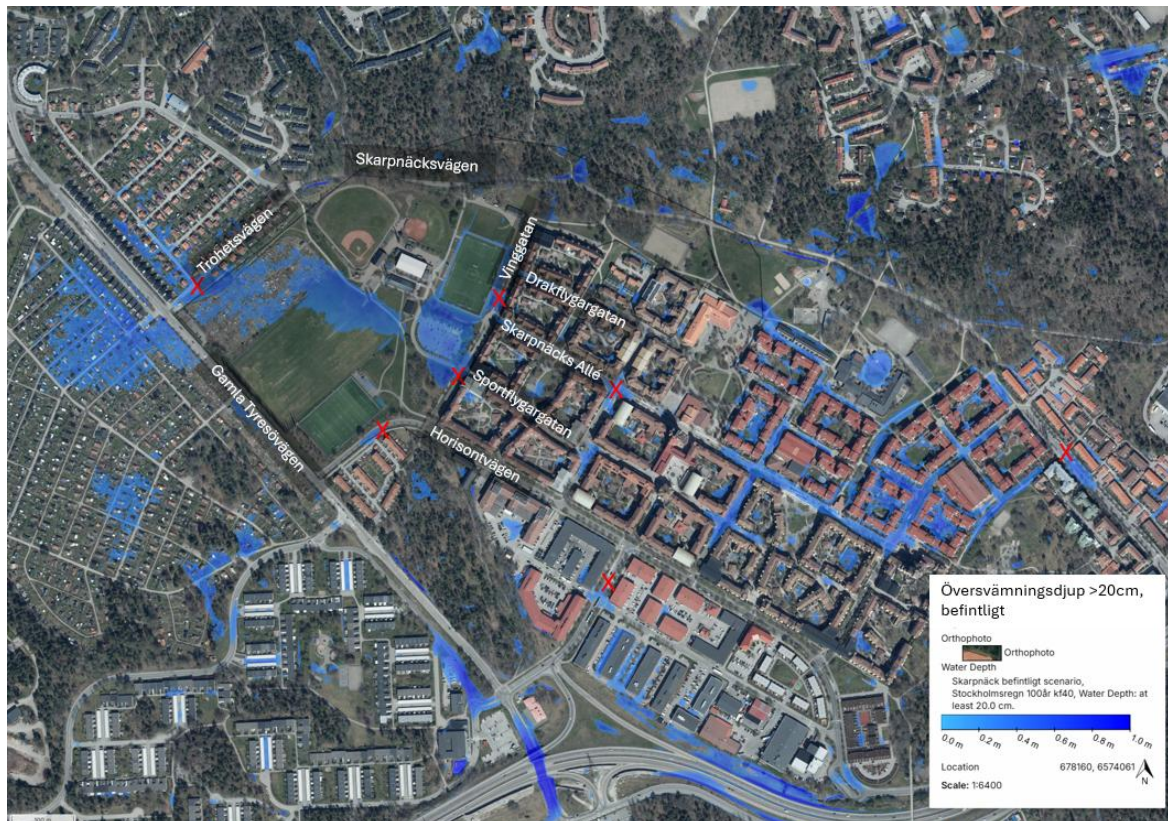 Skarpnäcksvägen
Trohetsvägen
Vinggatan
Drakflygargatan
Skarpnäcks Allé
Sportflygargatan
Horisontvägen
Gamla Tyresövägen
Översvämningsdjup >20cm,
befintligt
Orthophoto
Orthophoto
Water Depth
Skarpnäck befintligt scenario,
Stockholmsregn 100år kf40, Water Depth: at
least 20.0 cm.
0.0 m 0.2 m 0.4 m 0.6 m 0.8 m 1.0 m
Location 678160, 6574061
N
Scale: 1:6400